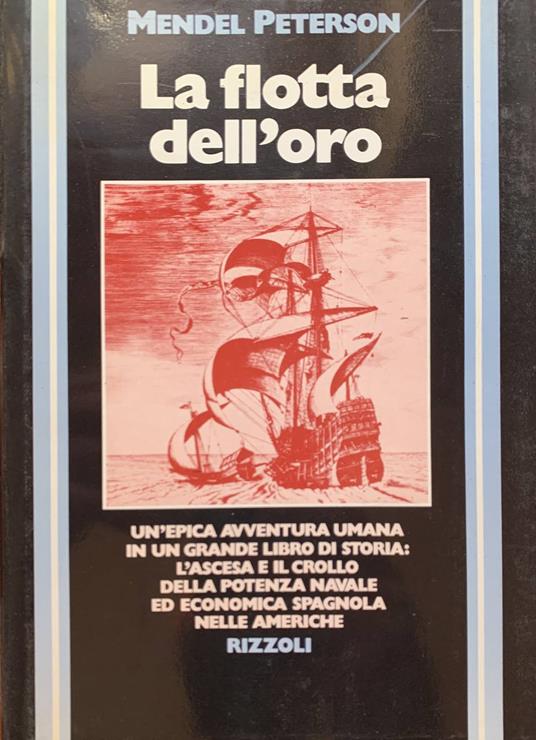 MENDEL PETERSON
La flotta
dell'oro
UN'EPICA AVVENTURA UMANA
IN UN GRANDE LIBRO DI STORIA:
L'ASCESA E IL CROLLO
DELLA POTENZA NAVALE
ED ECONOMICA SPAGNOLA
NELLE AMERICHE
RIZZOLI